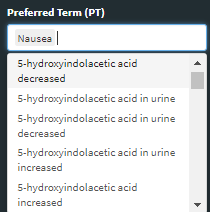 Preferred Term (PT)
Nausea
5-hydroxyindolacetic acid
decreased
5-hydroxyindolacetic acid in urine
5-hydroxyindolacetic acid in urine
decreased
5-hydroxyindolacetic acid in urine
increased
5-hydroxyindolacetic acid
increased